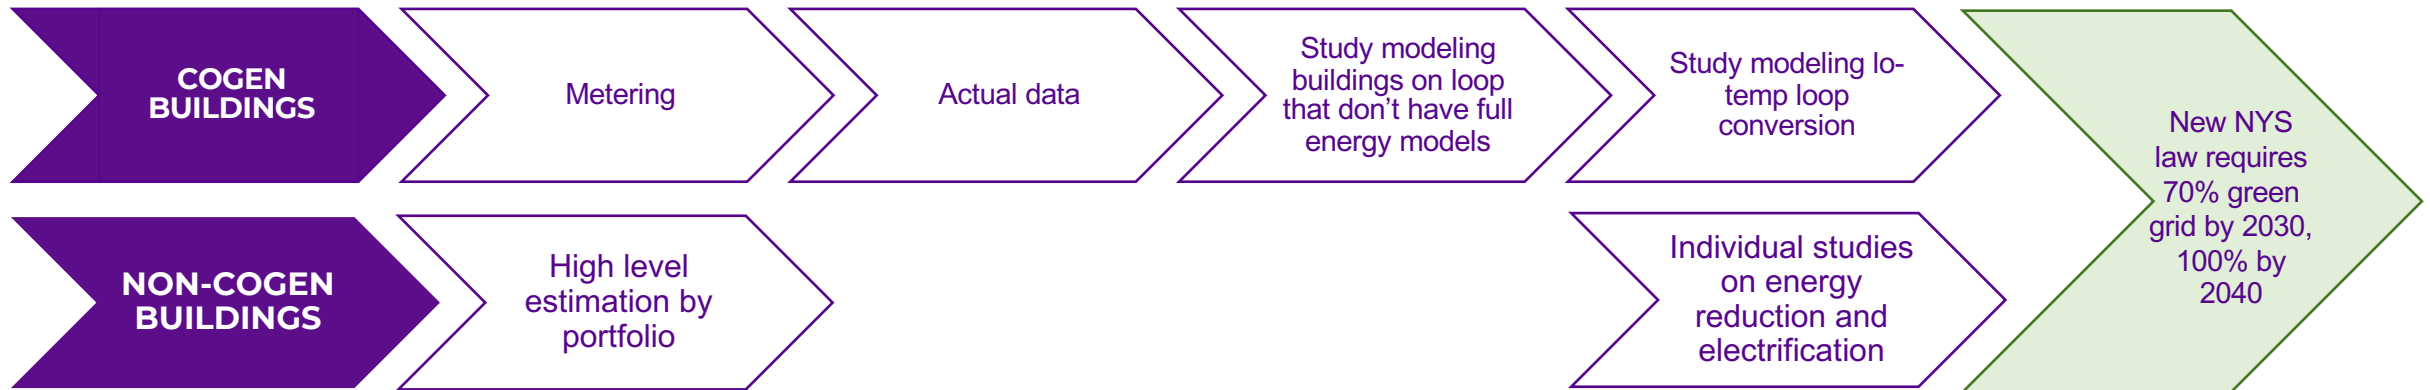 COGEN
BUILDINGS
Metering
Actual data
Study modeling
buildings on loop
that don’t have full
energy models
Study modeling lo-
temp loop
conversion
New NYS
law requires
70% green
grid by 2030,
100% by
2040
NON-COGEN
BUILDINGS
High level
estimation by
portfolio
Individual studies
on energy
reduction and
electrification